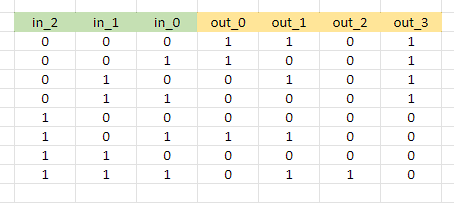 in_2 in_1 in_0 out_0 out_1 out_2 out_3
0 0 0 1 1 0 1
0 0 1 1 0 0 1
0 1 0 0 1 0 1
0 1 1 0 0 0 1
1 0 0 0 0 0 0
1 0 1 1 1 0 0
1 1 0 0 0 0 0
1 1 1 0 1 1 0